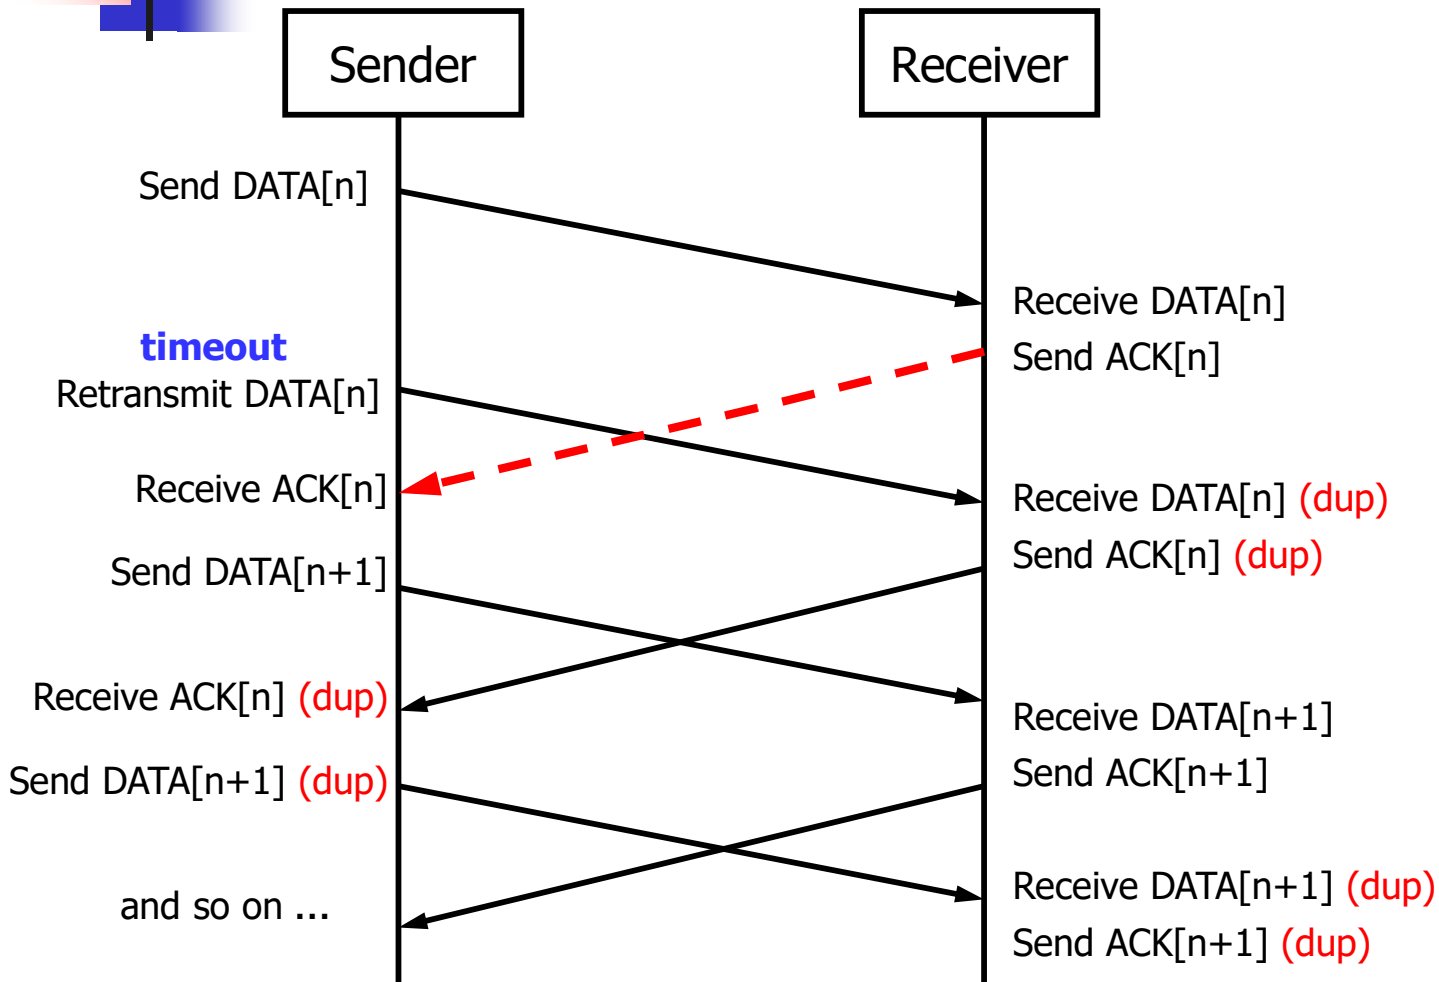 Sender
Receiver
Send DATA[n]
Receive DATA[n]
Send ACK[n]
timeout
Retransmit DATA[n]
Receive ACK[n]
Receive DATA[n] (dup)
Send ACK[n] (dup)
Send DATA[n+1]
Receive ACK[n] (dup)
Receive DATA[n+1]
Send ACK[n+1]
Send DATA[n+1] (dup)
Receive DATA[n+1] (dup)
Send ACK[n+1] (dup)
and so on ...